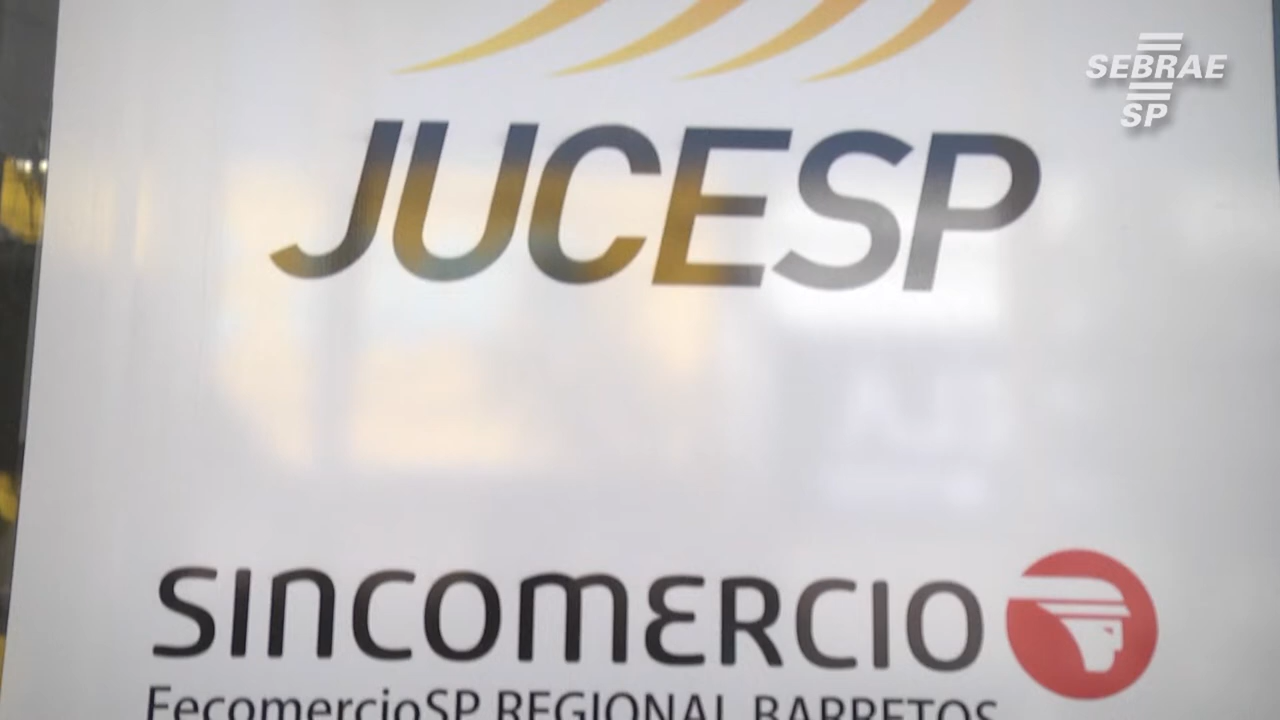 SEBRAE
SP
JUCESP
SINCOMERCIO
FecomercioSP REGIONAL BARRETOS